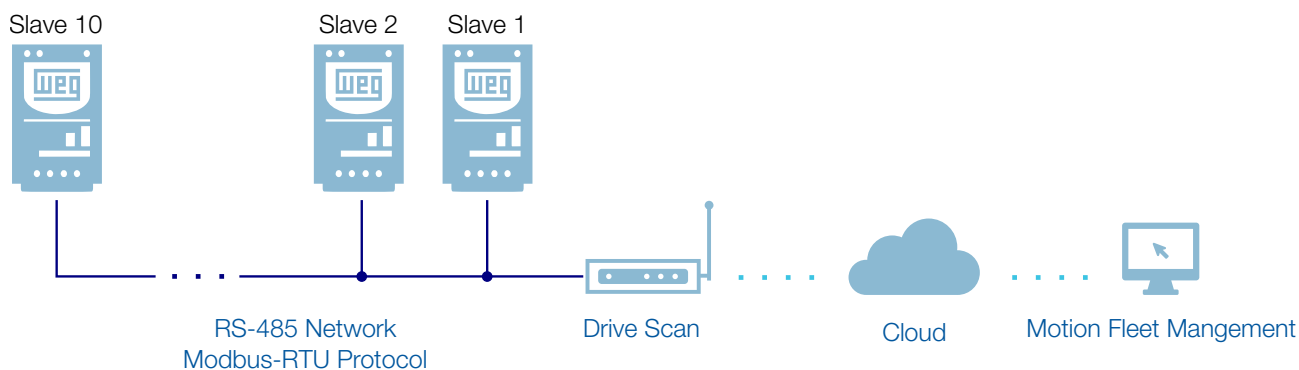 Slave 10
Slave 2
Slave 1
weg
weg
weg
RS-485 Network
Modbus-RTU Protocol
Drive Scan
Cloud
Motion Fleet Mangement